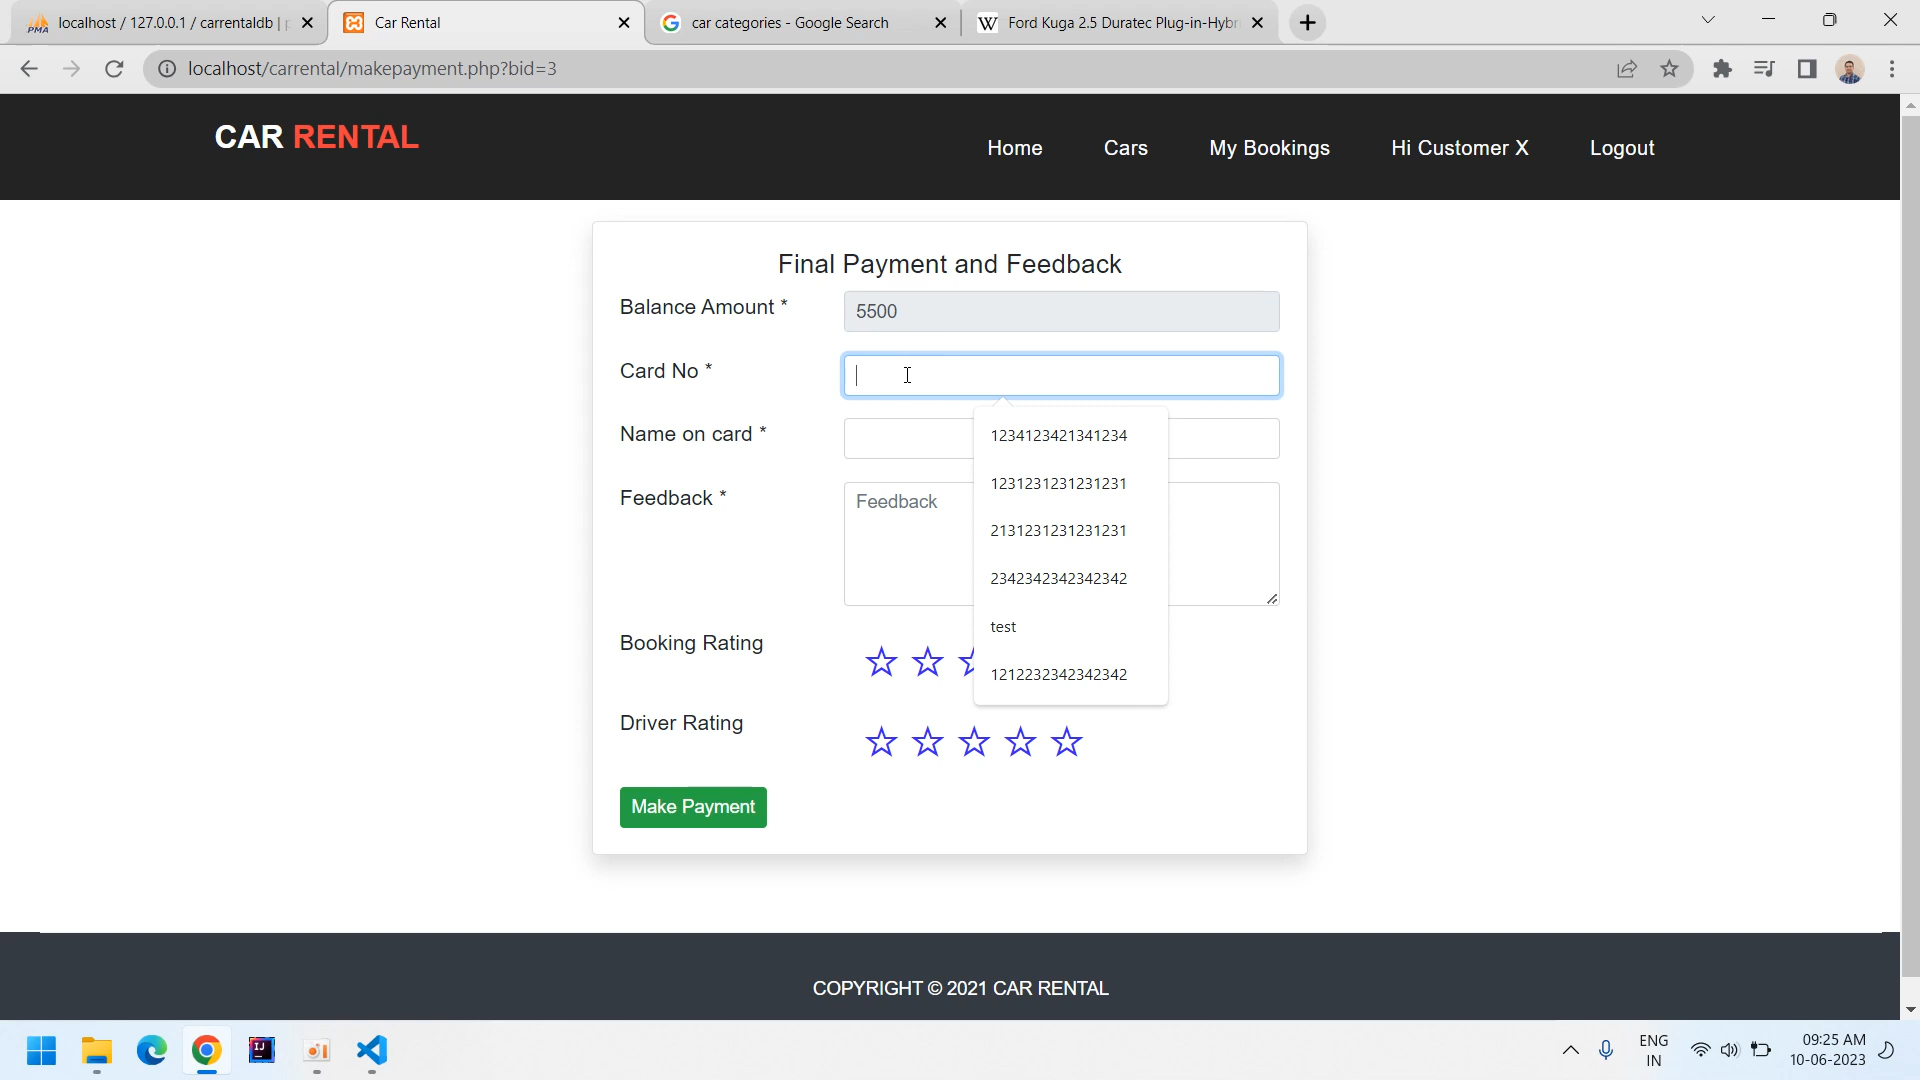 localhost / 127.0.0.1 / carrentaldb | p
Car Rental
car categories - Google Search
Ford Kuga 2.5 Duratec Plug-in-Hybri
localhost/carrental/makepayment.php?bid=3
CAR RENTAL
Home
Cars
My Bookings
Hi Customer X
Logout
Final Payment and Feedback
Balance Amount *
5500
Card No *
Name on card *
1234123421341234
1231231231231231
Feedback *
Feedback
2131231231231231
2342342342342342
test
1212232342342342
Booking Rating
Driver Rating
Make Payment
COPYRIGHT © 2021 CAR RENTAL
ENG
IN
09:25 AM
10-06-2023